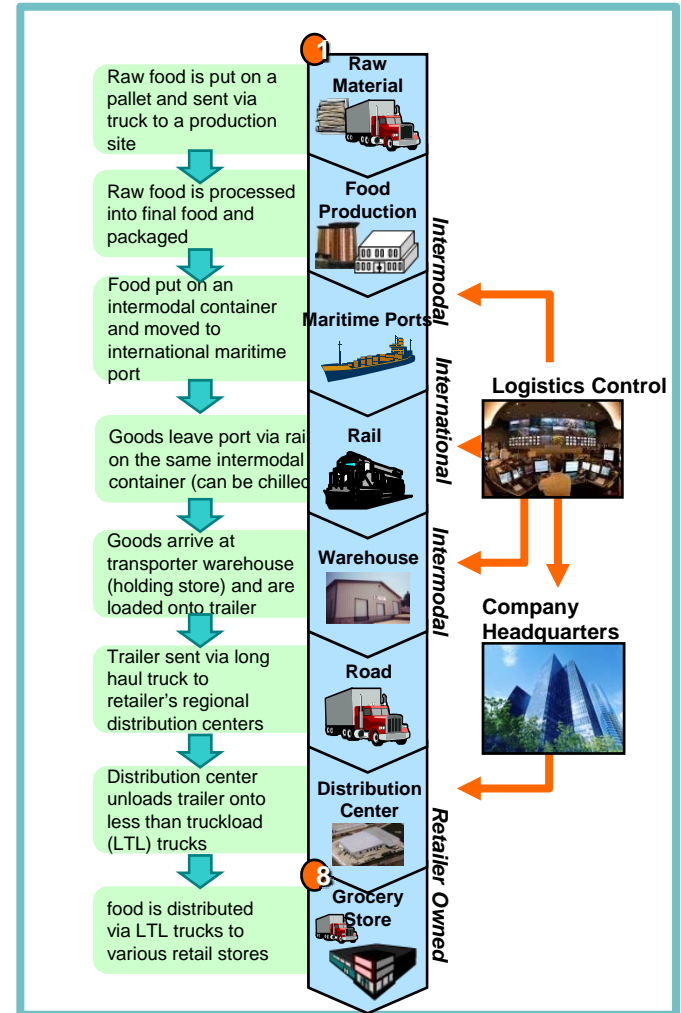 1
Raw
Material
Raw food is put on a
pallet and sent via
truck to a production
site
Food
Production
Raw food is processed
into final food and
packaged
Intermodal
Maritime Ports
Food put on an
intermodal container
and moved to
international maritime
port
International
Logistics Control
Rail
Goods leave port via rai
on the same intermodal
container (can be chilled
Warehouse
Goods arrive at
transporter warehouse
(holding store) and are
loaded onto trailer
Intermodal
Company
Headquarters
Road
Trailer sent via long
haul truck to
retailer's regional
distribution centers
Distribution
Center
Distribution center
unloads trailer onto
less than truckload
(LTL) trucks
Retailer Owned
8
Grocery
Store
food is distributed
via LTL trucks to
various retail stores